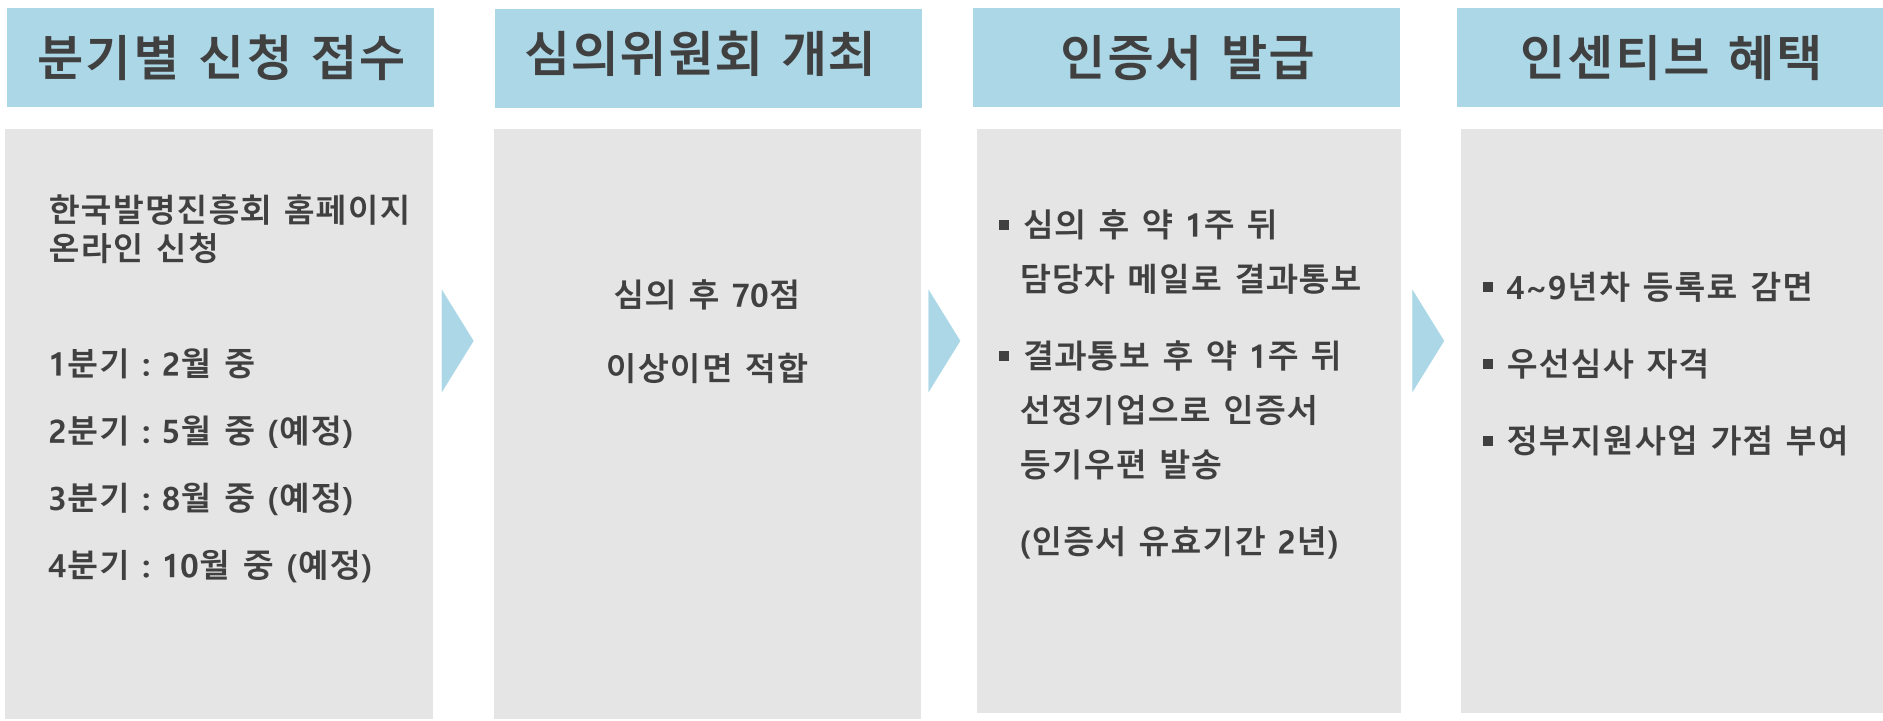 분기별 신청 접수
한국발명진흥회 홈페이지
온라인 신청
1분기 : 2월 중
2분기 : 5월 중 (예정)
3분기 : 8월 중 (예정)
4분기 : 10월 중 (예정)
심의위원회 개최
심의 후 70점
이상이면 적합
인증서 발급
▪ 심의 후 약 1주 뒤
담당자 메일로 결과통보
▪ 결과통보 후 약 1주 뒤
선정기업으로 인증서
등기우편 발송
(인증서 유효기간 2년)
인센티브 혜택
▪ 4~9년차 등록료 감면
▪ 우선심사 자격
▪ 정부지원사업 가점 부여